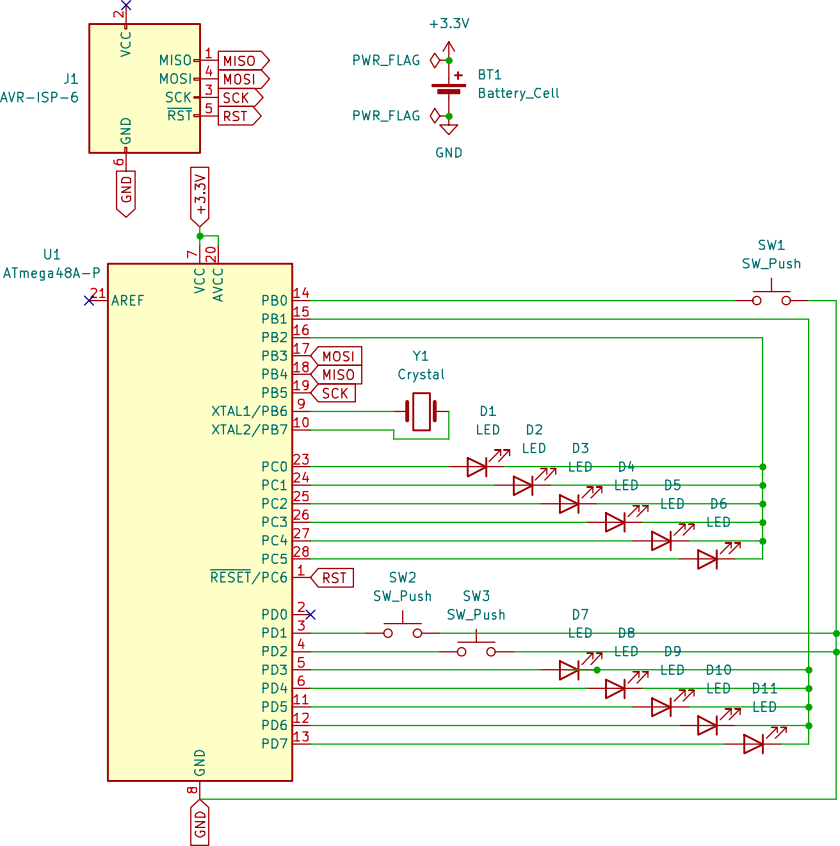 2
VCC
J1
AVR-ISP-6
MISO 1 MISO
MOSI 4 MOSI
SCK 3 SCK
RST 5 RST
GND
6
GND
+3.3V
PWR_FLAG
+
BT1
Battery_Cell
PWR_FLAG
GND
+3.3V
U1
ATmega48A-P
7
20
VCC
AVCC
21 AREF
SW1
SW_Push
PB0 14
PB1 15
PB2 16
PB3 17 MOSI
PB4 18 MISO
PB5 19 SCK
XTAL1/PB6 9
XTAL2/PB7 10
Y1
Crystal
PC0 23
PC1 24
PC2 25
PC3 26
PC4 27
PC5 28
RESET/PC6 1 RST
D1
LED
D2
LED
D3
LED
D4
LED
D5
LED
D6
LED
PD0 2
PD1 3
PD2 4
PD3 5
PD4 6
PD5 11
PD6 12
PD7 13
SW2
SW_Push
SW3
SW_Push
D7
LED
D8
LED
D9
LED
D10
LED
D11
LED
GND
8
GND